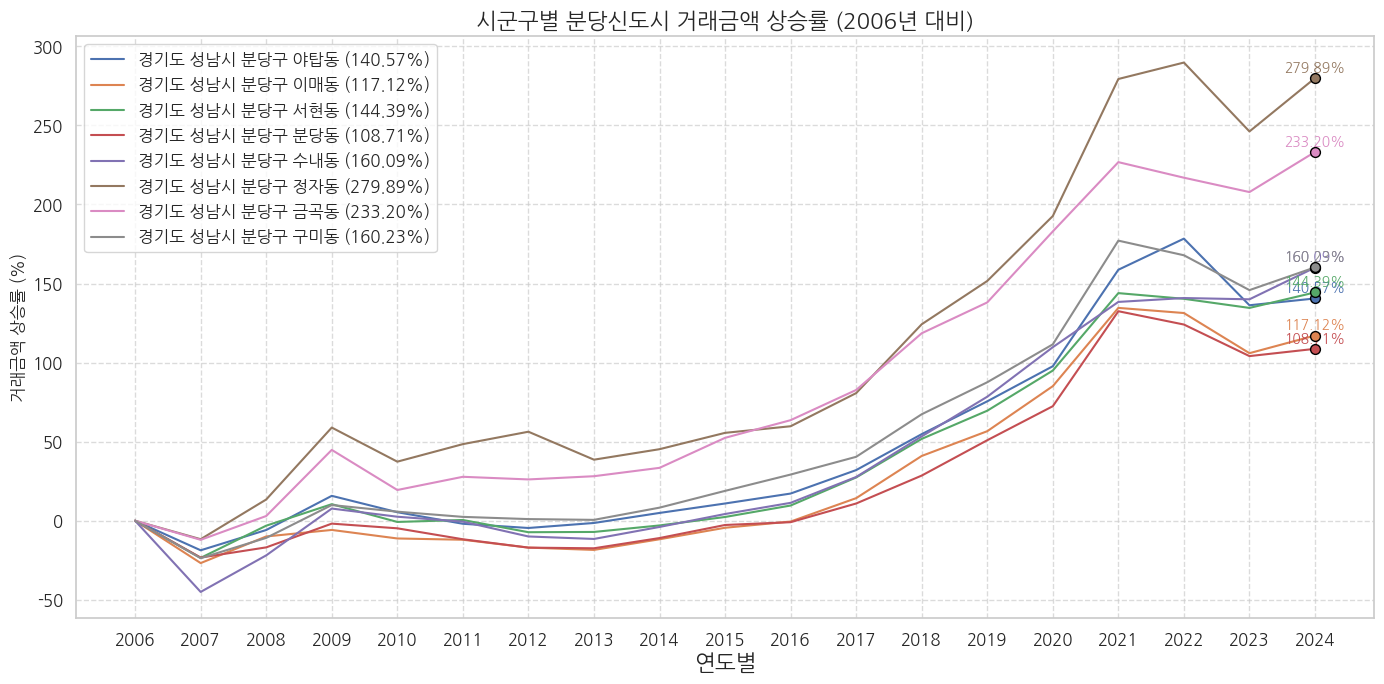 시군구별 분당신도시 거래금액 상승률 (2006년 대비)
경기도 성남시 분당구 야탑동 (140.57%)
경기도 성남시 분당구 이매동 (117.12%)
경기도 성남시 분당구 서현동 (144.39%)
경기도 성남시 분당구 분당동 (108.71%)
경기도 성남시 분당구 수내동 (160.09%)
경기도 성남시 분당구 정자동 (279.89%)
경기도 성남시 분당구 금곡동 (233.20%)
경기도 성남시 분당구 구미동 (160.23%)
거래금액 상승률 (%)
300
250
200
150
100
50
0
-50
279.89%
233.20%
160.09%
144.39%
140.57%
117.12%
108.71%
2006 2007 2008 2009 2010 2011 2012 2013 2014 2015 2016 2017 2018 2019 2020 2021 2022 2023 2024
연도별